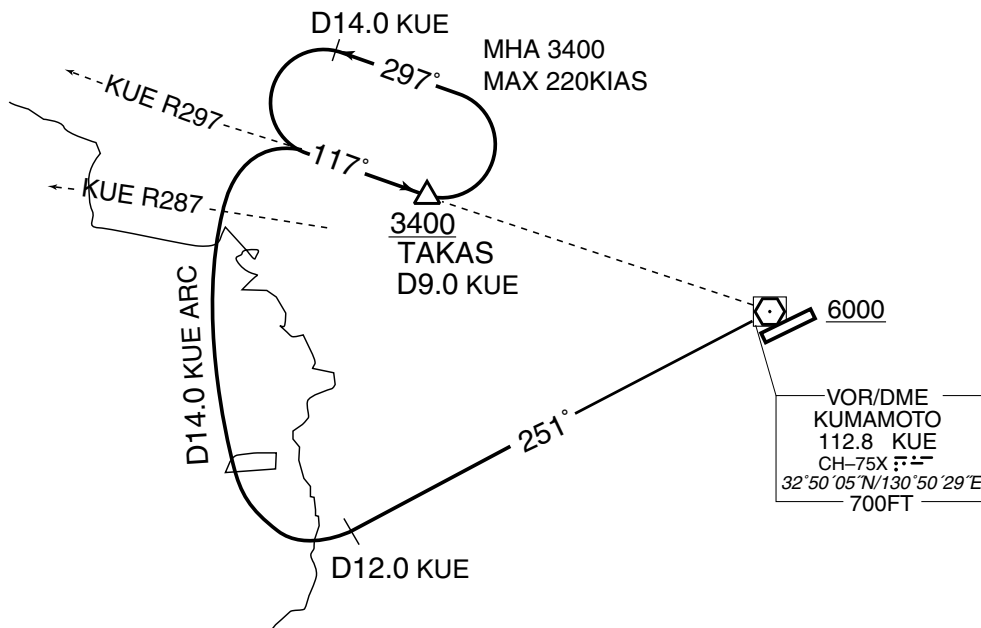 D14.0 KUE
MHA 3400
MAX 220KIAS
297°
KUE R297
117°
KUE R287
3400
TAKAS
D9.0 KUE
6000
D14.0 KUE ARC
251°
D12.0 KUE
VOR/DME
KUMAMOTO
112.8 KUE
CH–75X
32°50´05˝N/130°50´29˝E
700FT